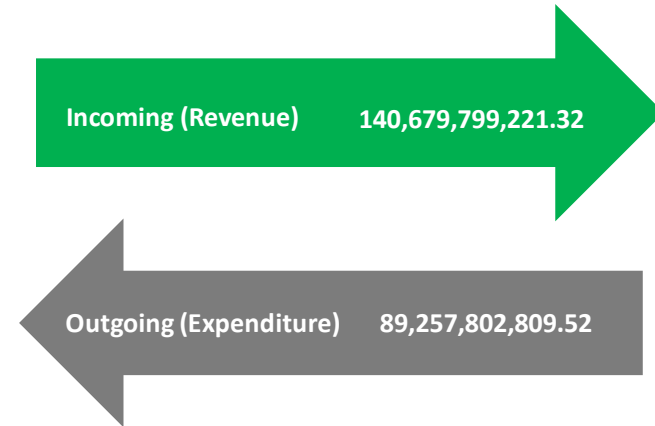 Incoming (Revenue) 140,679,799,221.32
Outgoing (Expenditure) 89,257,802,809.52